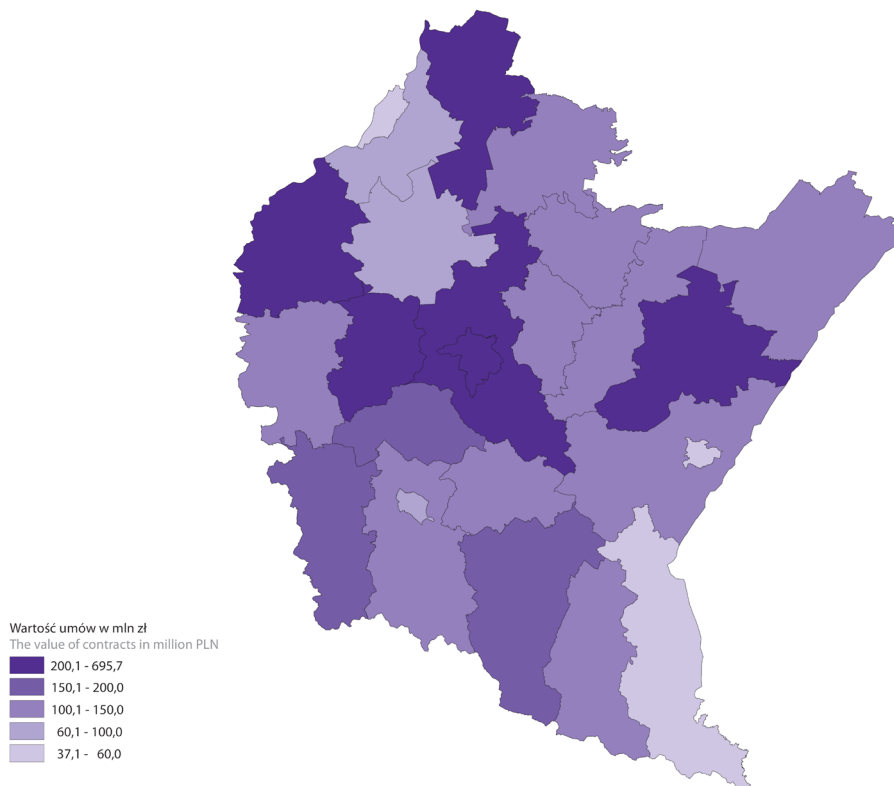 Wartość umów w mln zł
The value of contracts in million PLN
200,1 - 695,7
150,1 - 200,0
100,1 - 150,0
60,1 - 100,0
37,1 - 60,0